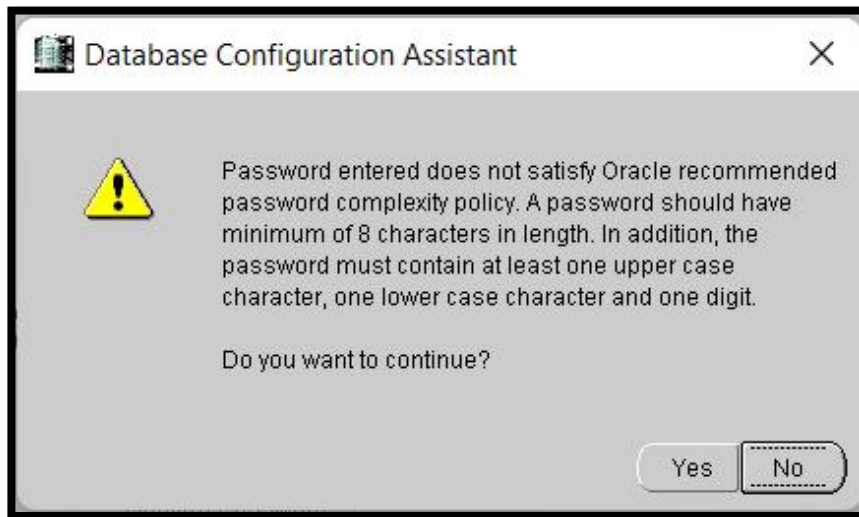 Database Configuration Assistant
Password entered does not satisfy Oracle recommended
password complexity policy. A password should have
minimum of 8 characters in length. In addition, the
password must contain at least one upper case
character, one lower case character and one digit.
Do you want to continue?
Yes No